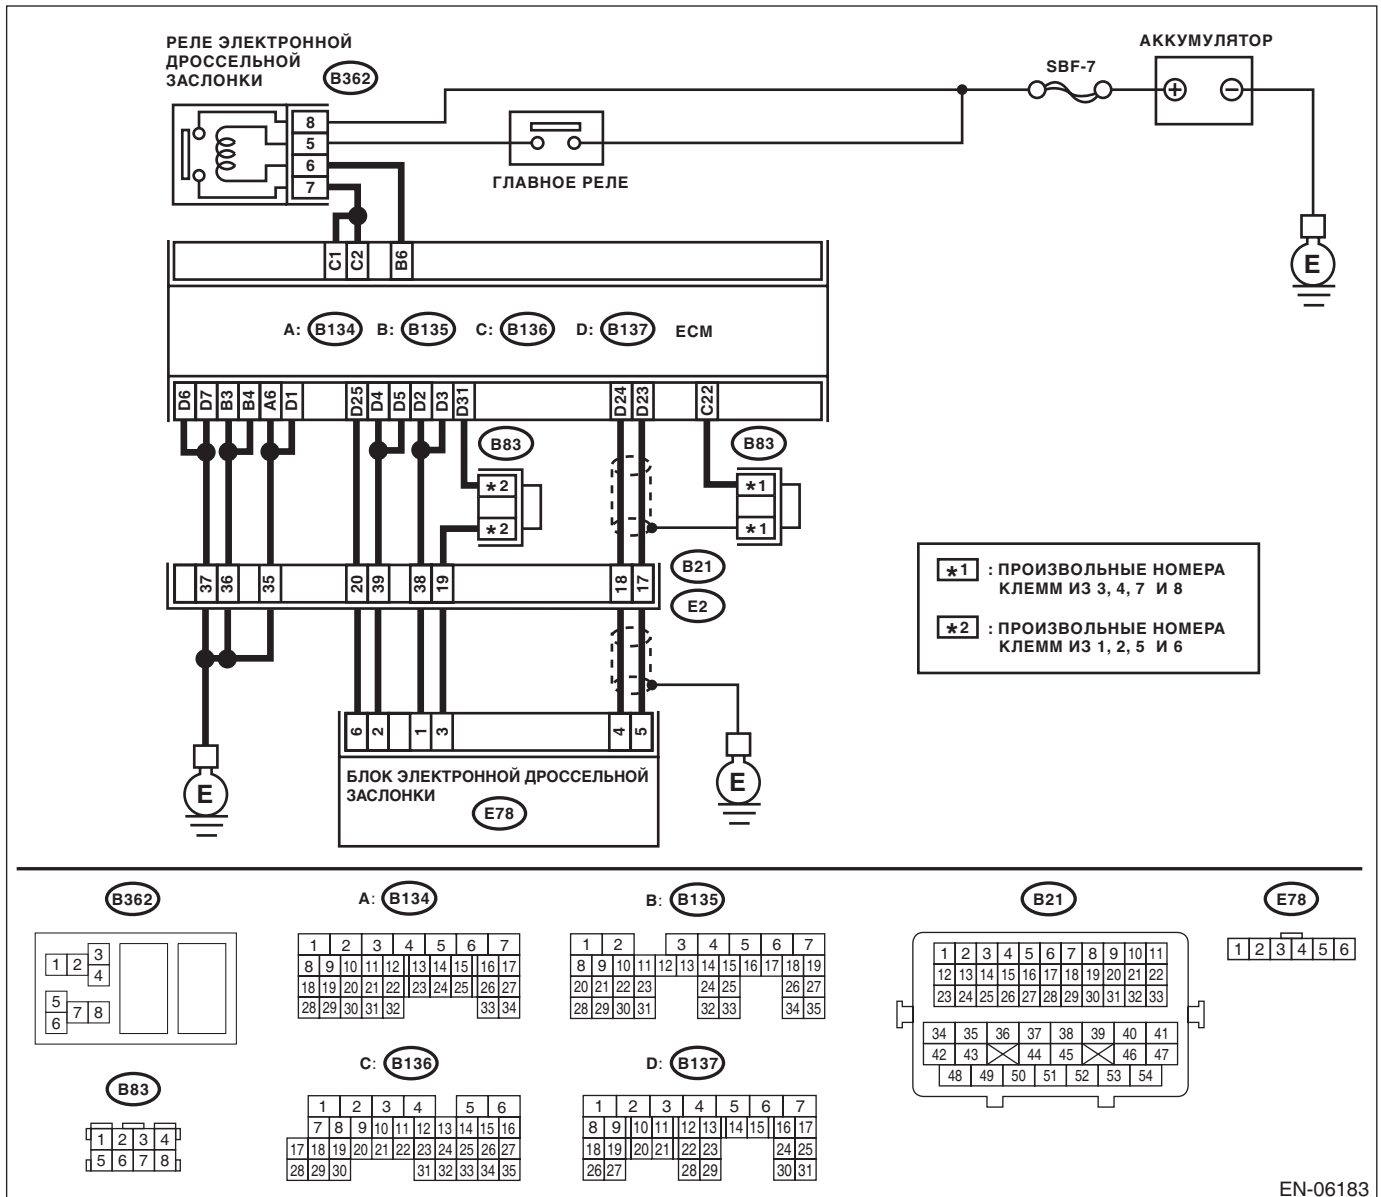 РЕЛЕ ЭЛЕКТРОННОЙ
ДРОССЕЛЬНОЙ
ЗАСЛОНКИ
B362
АККУМУЛЯТОР
SBF-7
+ −
8
5
6
7
ГЛАВНОЕ РЕЛЕ
E
C1 C2 B6
A: B134 B: B135 C: B136 D: B137 ECM
D6 D7 B3 B4 A6 D1 D25 D4 D5 D2 D3 D31 D24 D23 C22
B83 B83
*2 *1
*2 *1
37 36 35 20 39 38 19 18 17
B21
E2
*1 : ПРОИЗВОЛЬНЫЕ НОМЕРА
КЛЕММ ИЗ 3, 4, 7 И 8
*2 : ПРОИЗВОЛЬНЫЕ НОМЕРА
КЛЕММ ИЗ 1, 2, 5 И 6
6 2 1 3 4 5
БЛОК ЭЛЕКТРОННОЙ ДРОССЕЛЬНОЙ
ЗАСЛОНКИ
E78
E
E
B362
1 2 3
4
5 7 8
6
B83
1 2 3 4
5 6 7 8
A: B134
1 2 3 4 5 6 7
8 9 10 11 12 13 14 15 16 17
18 19 20 21 22 23 24 25 26 27
28 29 30 31 32 33 34
B: B135
1 2 3 4 5 6 7
8 9 10 11 12 13 14 15 16 17 18 19
20 21 22 23 24 25 26 27
28 29 30 31 32 33 34 35
C: B136
1 2 3 4 5 6
7 8 9 10 11 12 13 14 15 16
17 18 19 20 21 22 23 24 25 26 27
28 29 30 31 32 33 34 35
D: B137
1 2 3 4 5 6 7
8 9 10 11 12 13 14 15 16 17
18 19 20 21 22 23 24 25
26 27 28 29 30 31
B21
1 2 3 4 5 6 7 8 9 10 11
12 13 14 15 16 17 18 19 20 21 22
23 24 25 26 27 28 29 30 31 32 33
34 35 36 37 38 39 40 41
42 43 44 45 46 47
48 49 50 51 52 53 54
E78
1 2 3 4 5 6
EN-06183